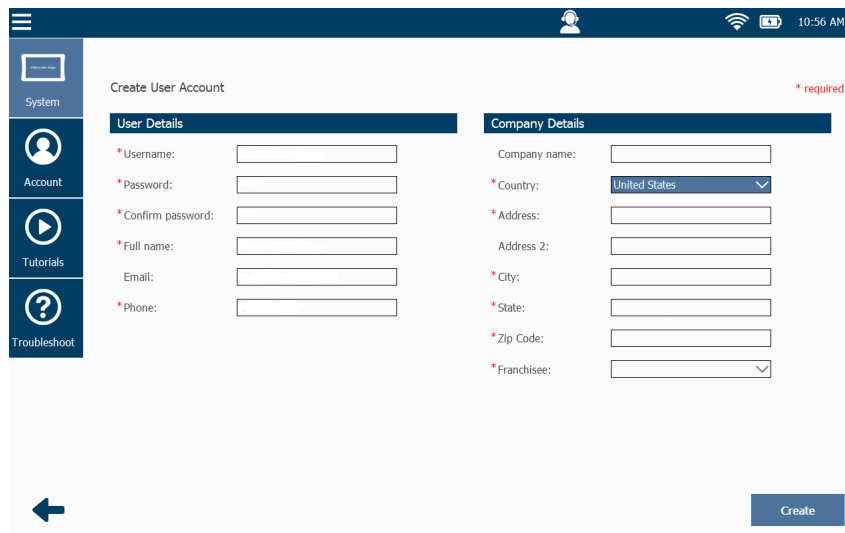 10:56 AM
System
Account
Tutorials
Troubleshoot
Create User Account
* required
User Details
* Username:
* Password:
* Confirm password:
* Full name:
Email:
* Phone:
Company Details
Company name:
* Country: United States
* Address:
Address 2:
* City:
* State:
* Zip Code:
* Franchisee:
Create